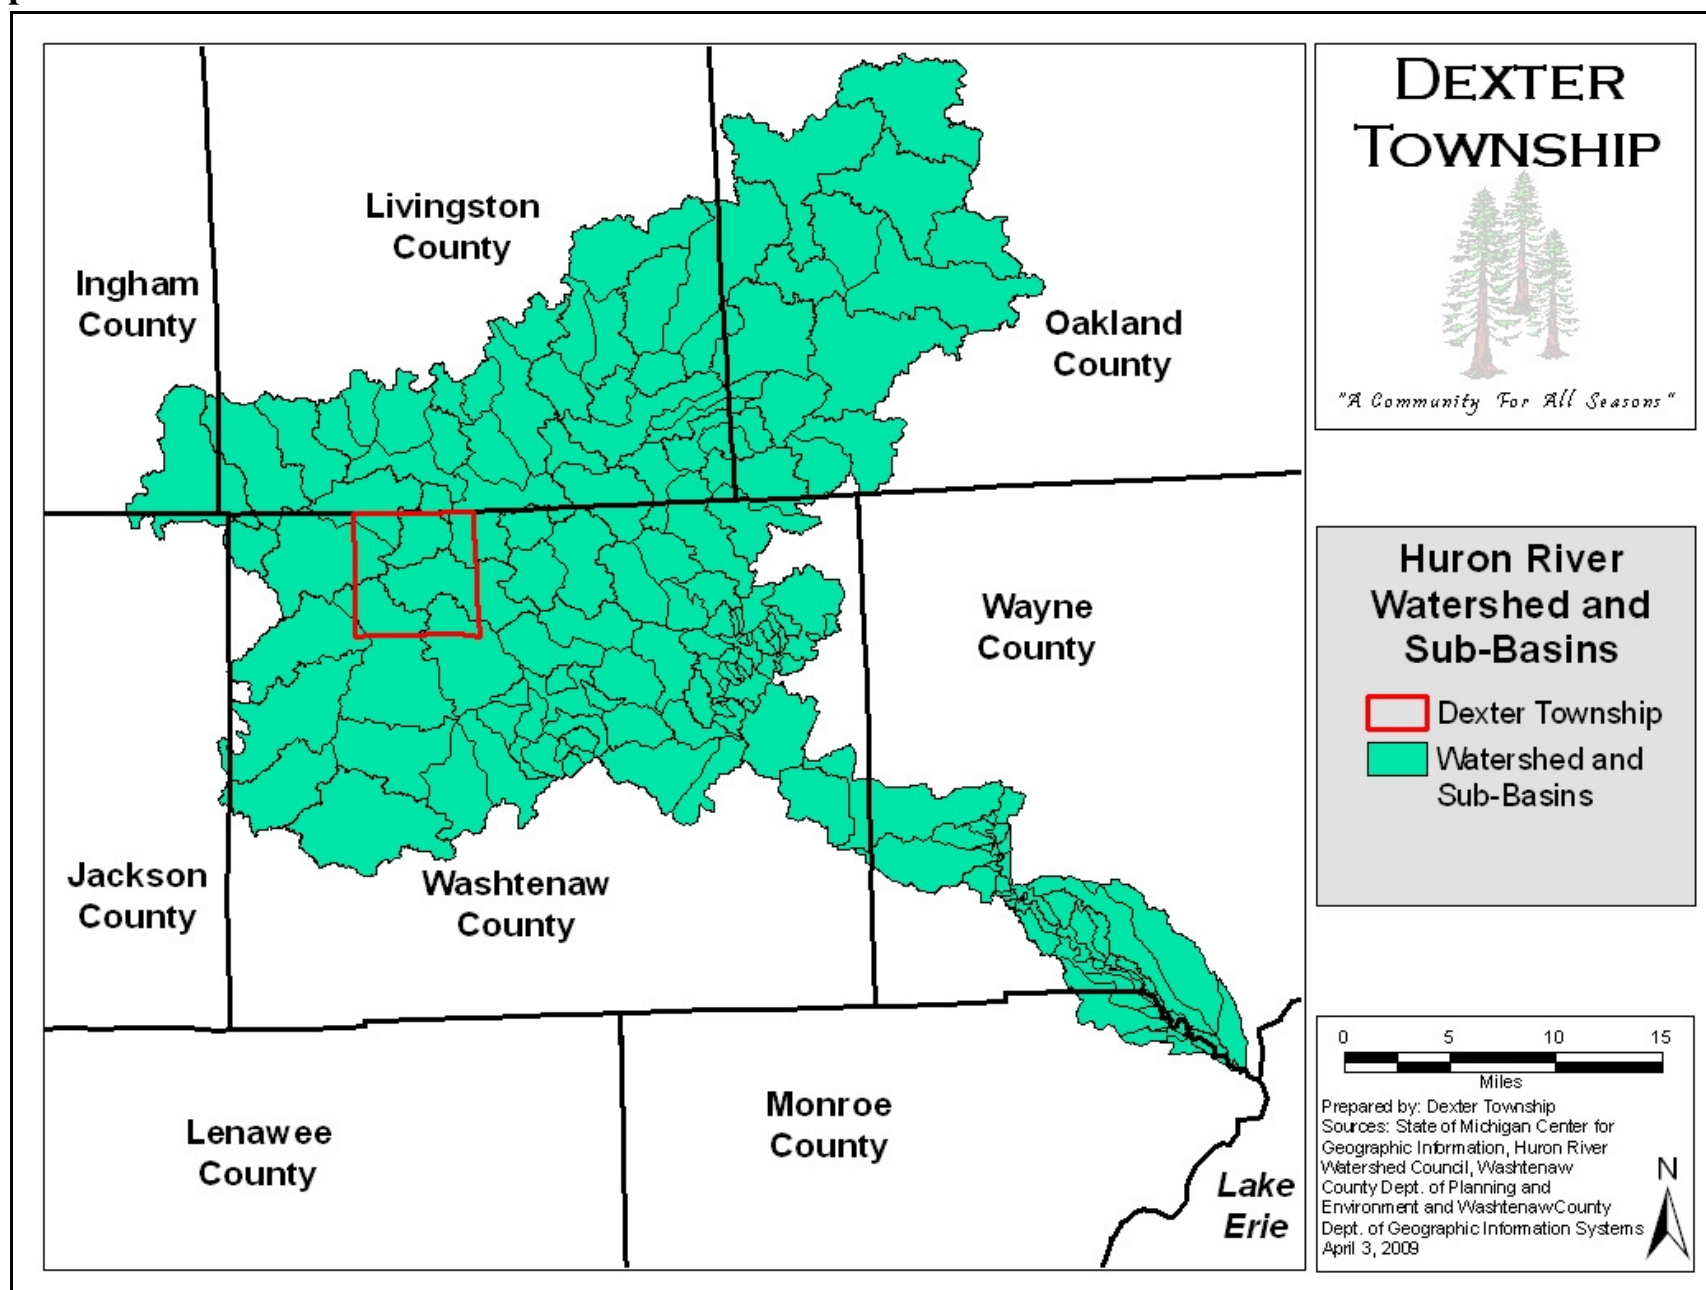 Ingham
County
Livingston
County
Oakland
County
Jackson
County
Washtenaw
County
Wayne
County
Lenawee
County
Monroe
County
Lake
Erie
DEXTER
TOWNSHIP
"A Community For All Seasons"
Huron River
Watershed and
Sub-Basins
Dexter Township
Watershed and
Sub-Basins
0 5 10 15
Miles
Prepared by: Dexter Township
Sources: State of Michigan Center for
Geographic Information, Huron River
Watershed Council, Washtenaw
County Dept. of Planning and
Environment and WashtenawCounty
Dept. of Geographic Information Systems
April 3, 2009
N